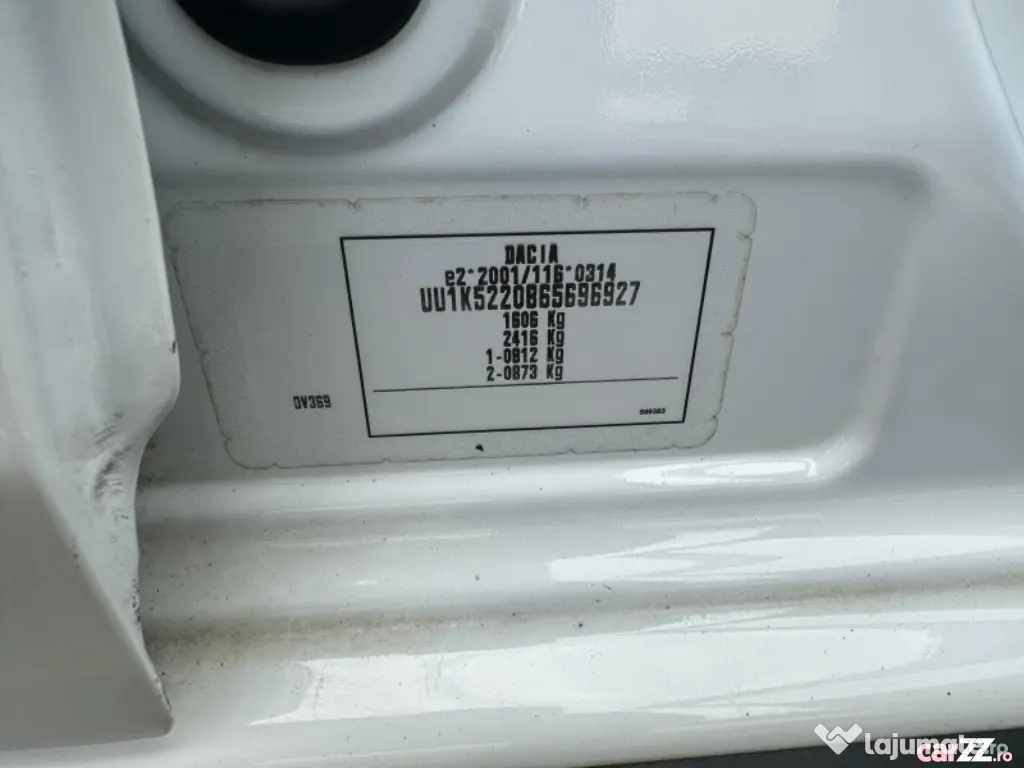 DACIA
e2*2001/116*0314
UU1K5220865696927
1606 Kg
2416 Kg
1-0812 Kg
2-0873 Kg
0V369
lajumate
carZZ.ro